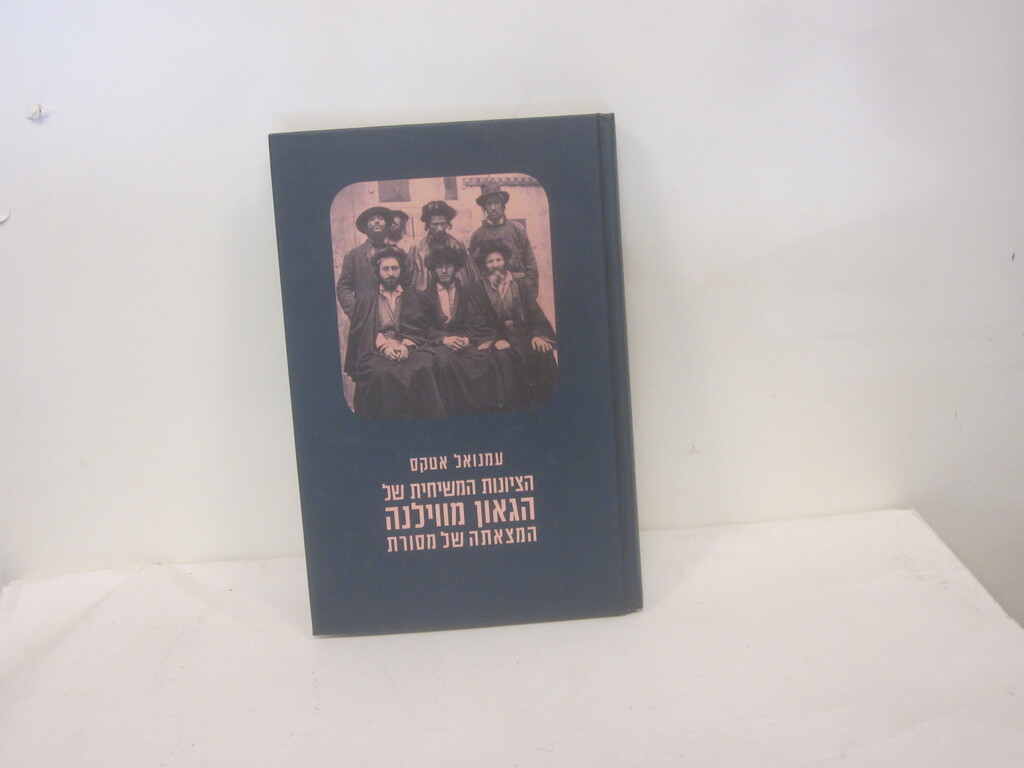 עמנואל אטקס
הציונות המשיחית של
הגאון מווילנה
המצאתה של מסורת